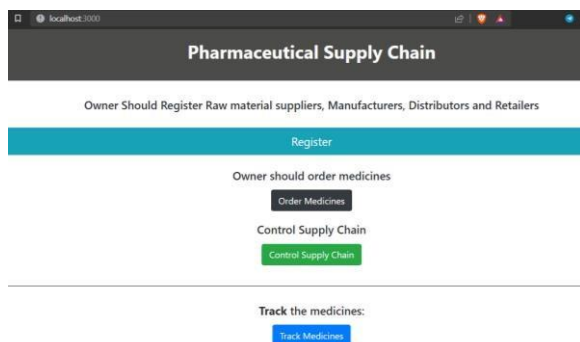 localhost:3000
Pharmaceutical Supply Chain
Owner Should Register Raw material suppliers, Manufacturers, Distributors and Retailers
Register
Owner should order medicines
Order Medicines
Control Supply Chain
Control Supply Chain
Track the medicines:
Track Medicines